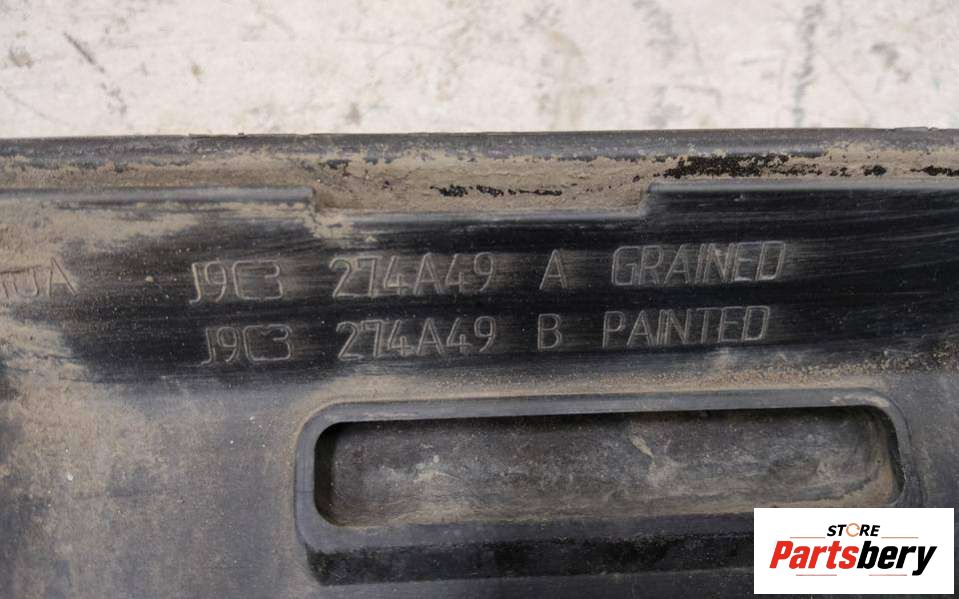 J9C3 274A49 A GRAINED
J9C3 274A49 B PAINTED
STORE
Partsbery